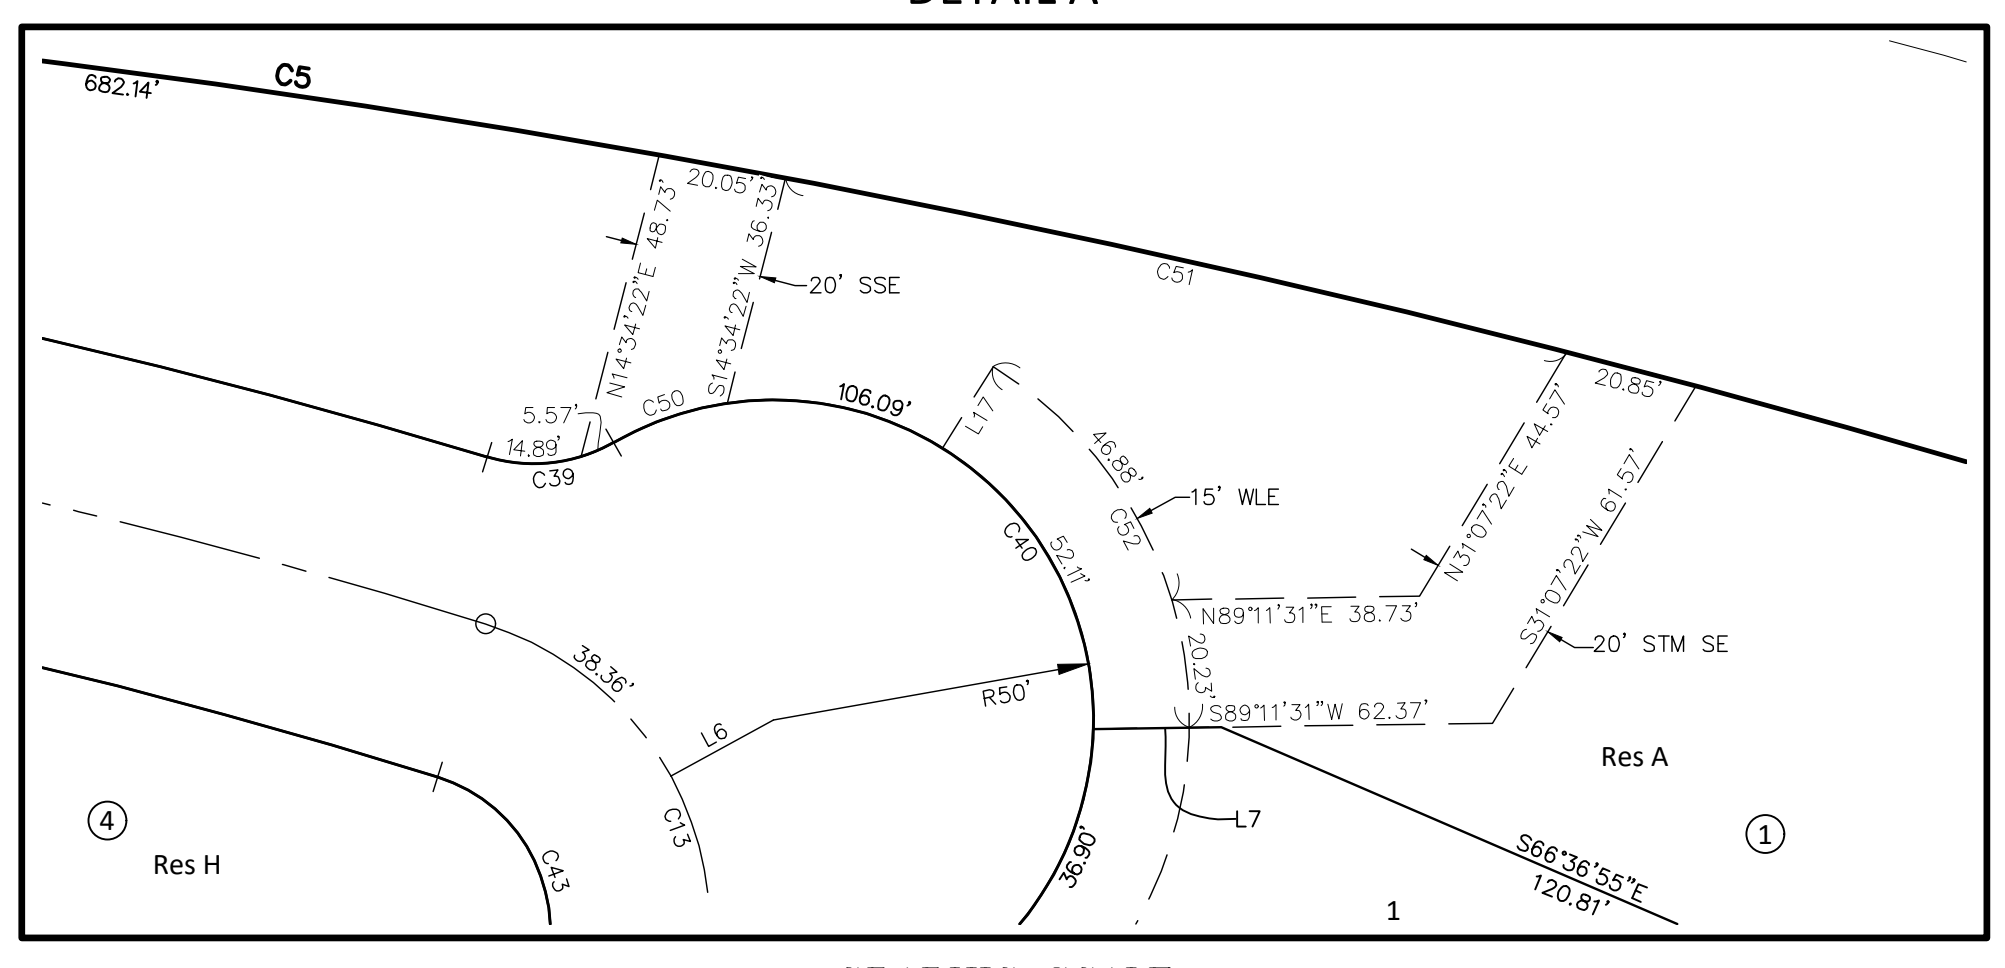 C5
682.14'
20.05'
N14°34'22"E 48.73'
S14°34'22"W 36.33'
20' SSE
C51
5.57'
C50
14.89'
C39
106.09'
L17
20.85'
46.88'
15' WLE
C52
C40
52.11'
N31°07'22"E 44.57'
S31°07'22"W 61.57'
N89°11'31"E 38.73'
20' STM SE
20.23'
S89°11'31"W 62.37'
38.36'
L6
R50'
Res A
1
4
Res H
C43
C13
36.90'
L7
S66°36'55"E
120.81'
1